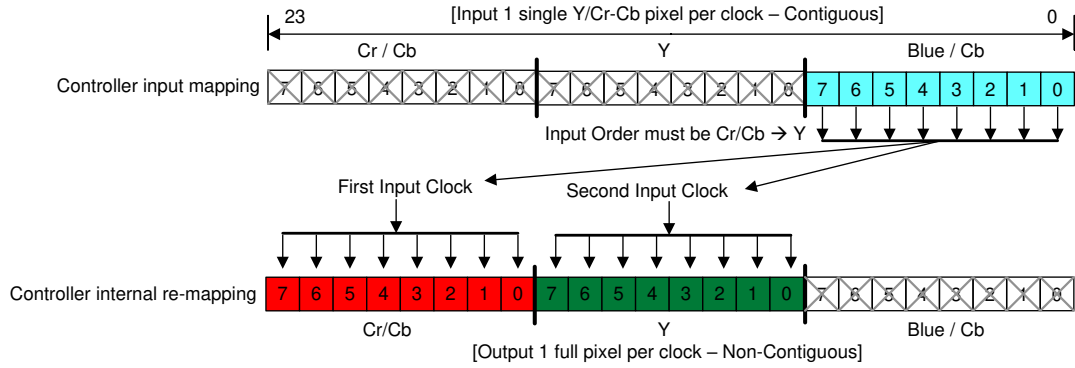 23 [Input 1 single Y/Cr-Cb pixel per clock – Contiguous] 0
Cr / Cb Y Blue / Cb
Controller input mapping 7 6 5 4 3 2 1 0 7 6 5 4 3 2 1 0 7 6 5 4 3 2 1 0
Input Order must be Cr/Cb → Y
First Input Clock Second Input Clock
Controller internal re-mapping 7 6 5 4 3 2 1 0 7 6 5 4 3 2 1 0 7 6 5 4 3 2 1 0
Cr/Cb Y Blue / Cb
[Output 1 full pixel per clock – Non-Contiguous]